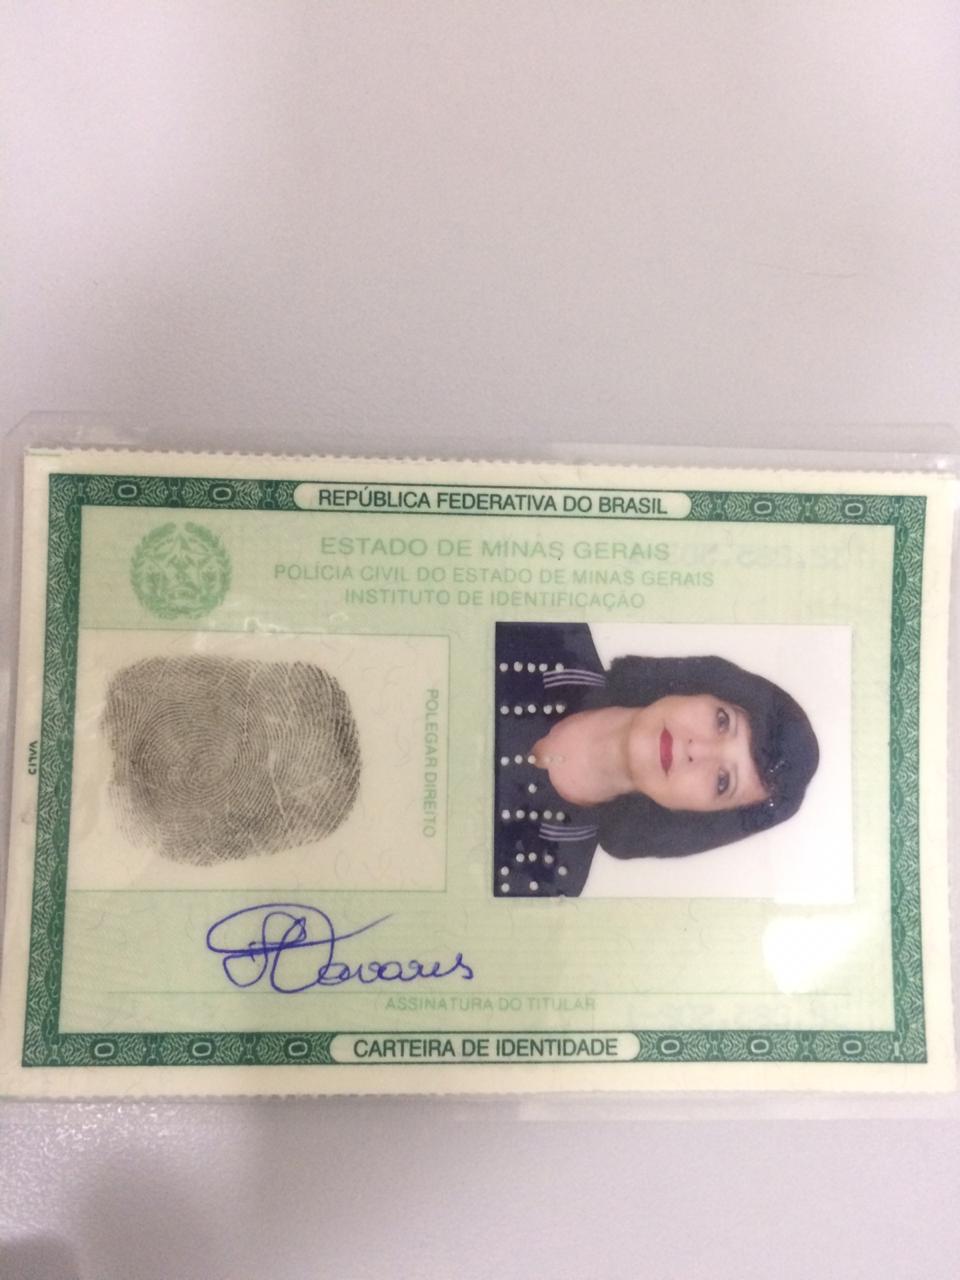 REPÚBLICA FEDERATIVA DO BRASIL
ESTADO DE MINAS GERAIS
POLÍCIA CIVIL DO ESTADO DE MINAS GERAIS
INSTITUTO DE IDENTIFICAÇÃO
POLEGAR DIREITO
Tavares
ASSINATURA DO TITULAR
CARTEIRA DE IDENTIDADE